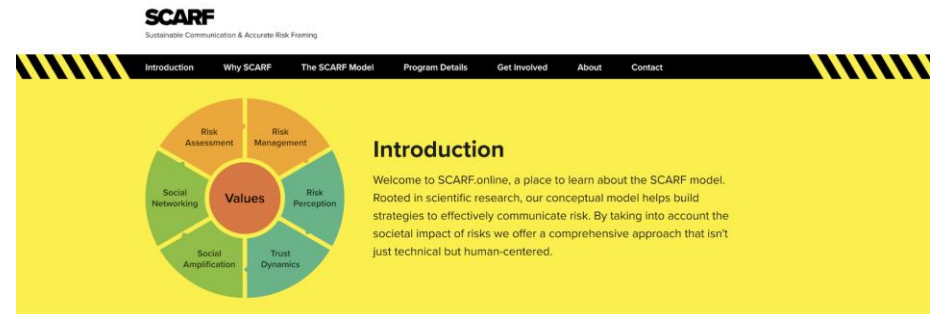 SCARF
Sustainable Communication & Accurate Risk Framing
Introduction Why SCARF The SCARF Model Program Details Get Involved About Contact
Risk
Assessment
Risk
Management
Social
Networking
Values
Risk
Perception
Social
Amplification
Trust
Dynamics
Introduction
Welcome to SCARF.online, a place to learn about the SCARF model.
Rooted in scientific research, our conceptual model helps build
strategies to effectively communicate risk. By taking into account the
societal impact of risks we offer a comprehensive approach that isn't
just technical but human-centered.